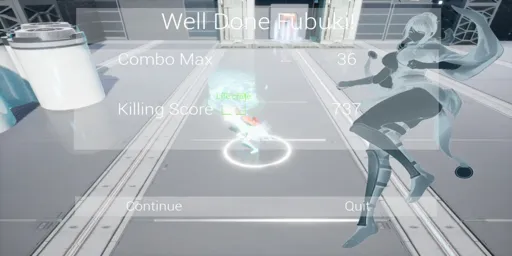 Well Done Fubuki!
Combo Max 36
Killing Score 737
Continue Quit